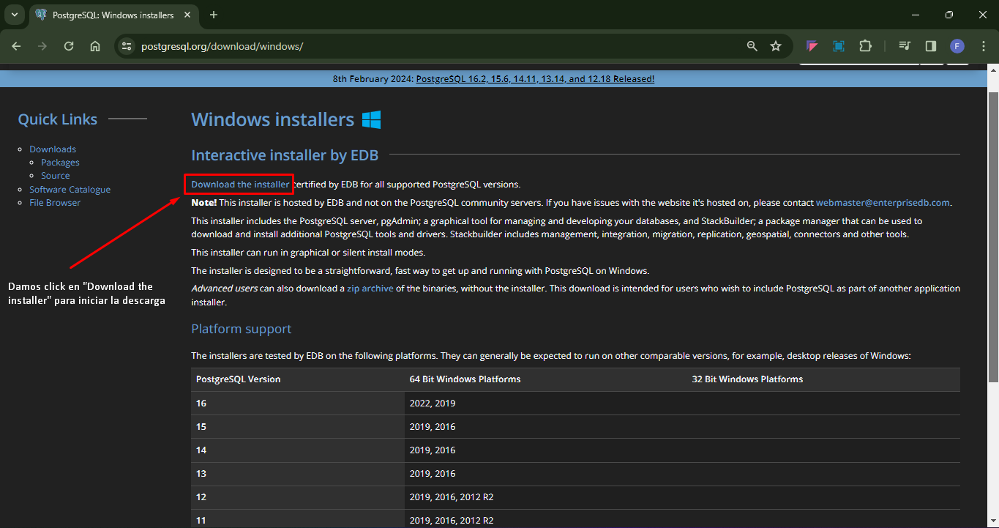 PostgreSQL: Windows installers
postgresql.org/download/windows/
F
8th February 2024: PostgreSQL 16.2, 15.6, 14.11, 13.14, and 12.18 Released!
Quick Links
Downloads
Packages
Source
Software Catalogue
File Browser
Damos click en "Download the
installer" para iniciar la descarga
Windows installers
Interactive installer by EDB
Download the installer certified by EDB for all supported PostgreSQL versions.
Note! This installer is hosted by EDB and not on the PostgreSQL community servers. If you have issues with the website it's hosted on, please contact webmaster@enterprisedb.com.
This installer includes the PostgreSQL server, pgAdmin; a graphical tool for managing and developing your databases, and StackBuilder; a package manager that can be used to
download and install additional PostgreSQL tools and drivers. Stackbuilder includes management, integration, migration, replication, geospatial, connectors and other tools.
This installer can run in graphical or silent install modes.
The installer is designed to be a straightforward, fast way to get up and running with PostgreSQL on Windows.
Advanced users can also download a zip archive of the binaries, without the installer. This download is intended for users who wish to include PostgreSQL as part of another application
installer.
Platform support
The installers are tested by EDB on the following platforms. They can generally be expected to run on other comparable versions, for example, desktop releases of Windows:
PostgreSQL Version 64 Bit Windows Platforms 32 Bit Windows Platforms
16 2022, 2019
15 2019, 2016
14 2019, 2016
13 2019, 2016
12 2019, 2016, 2012 R2
11 2019, 2016, 2012 R2